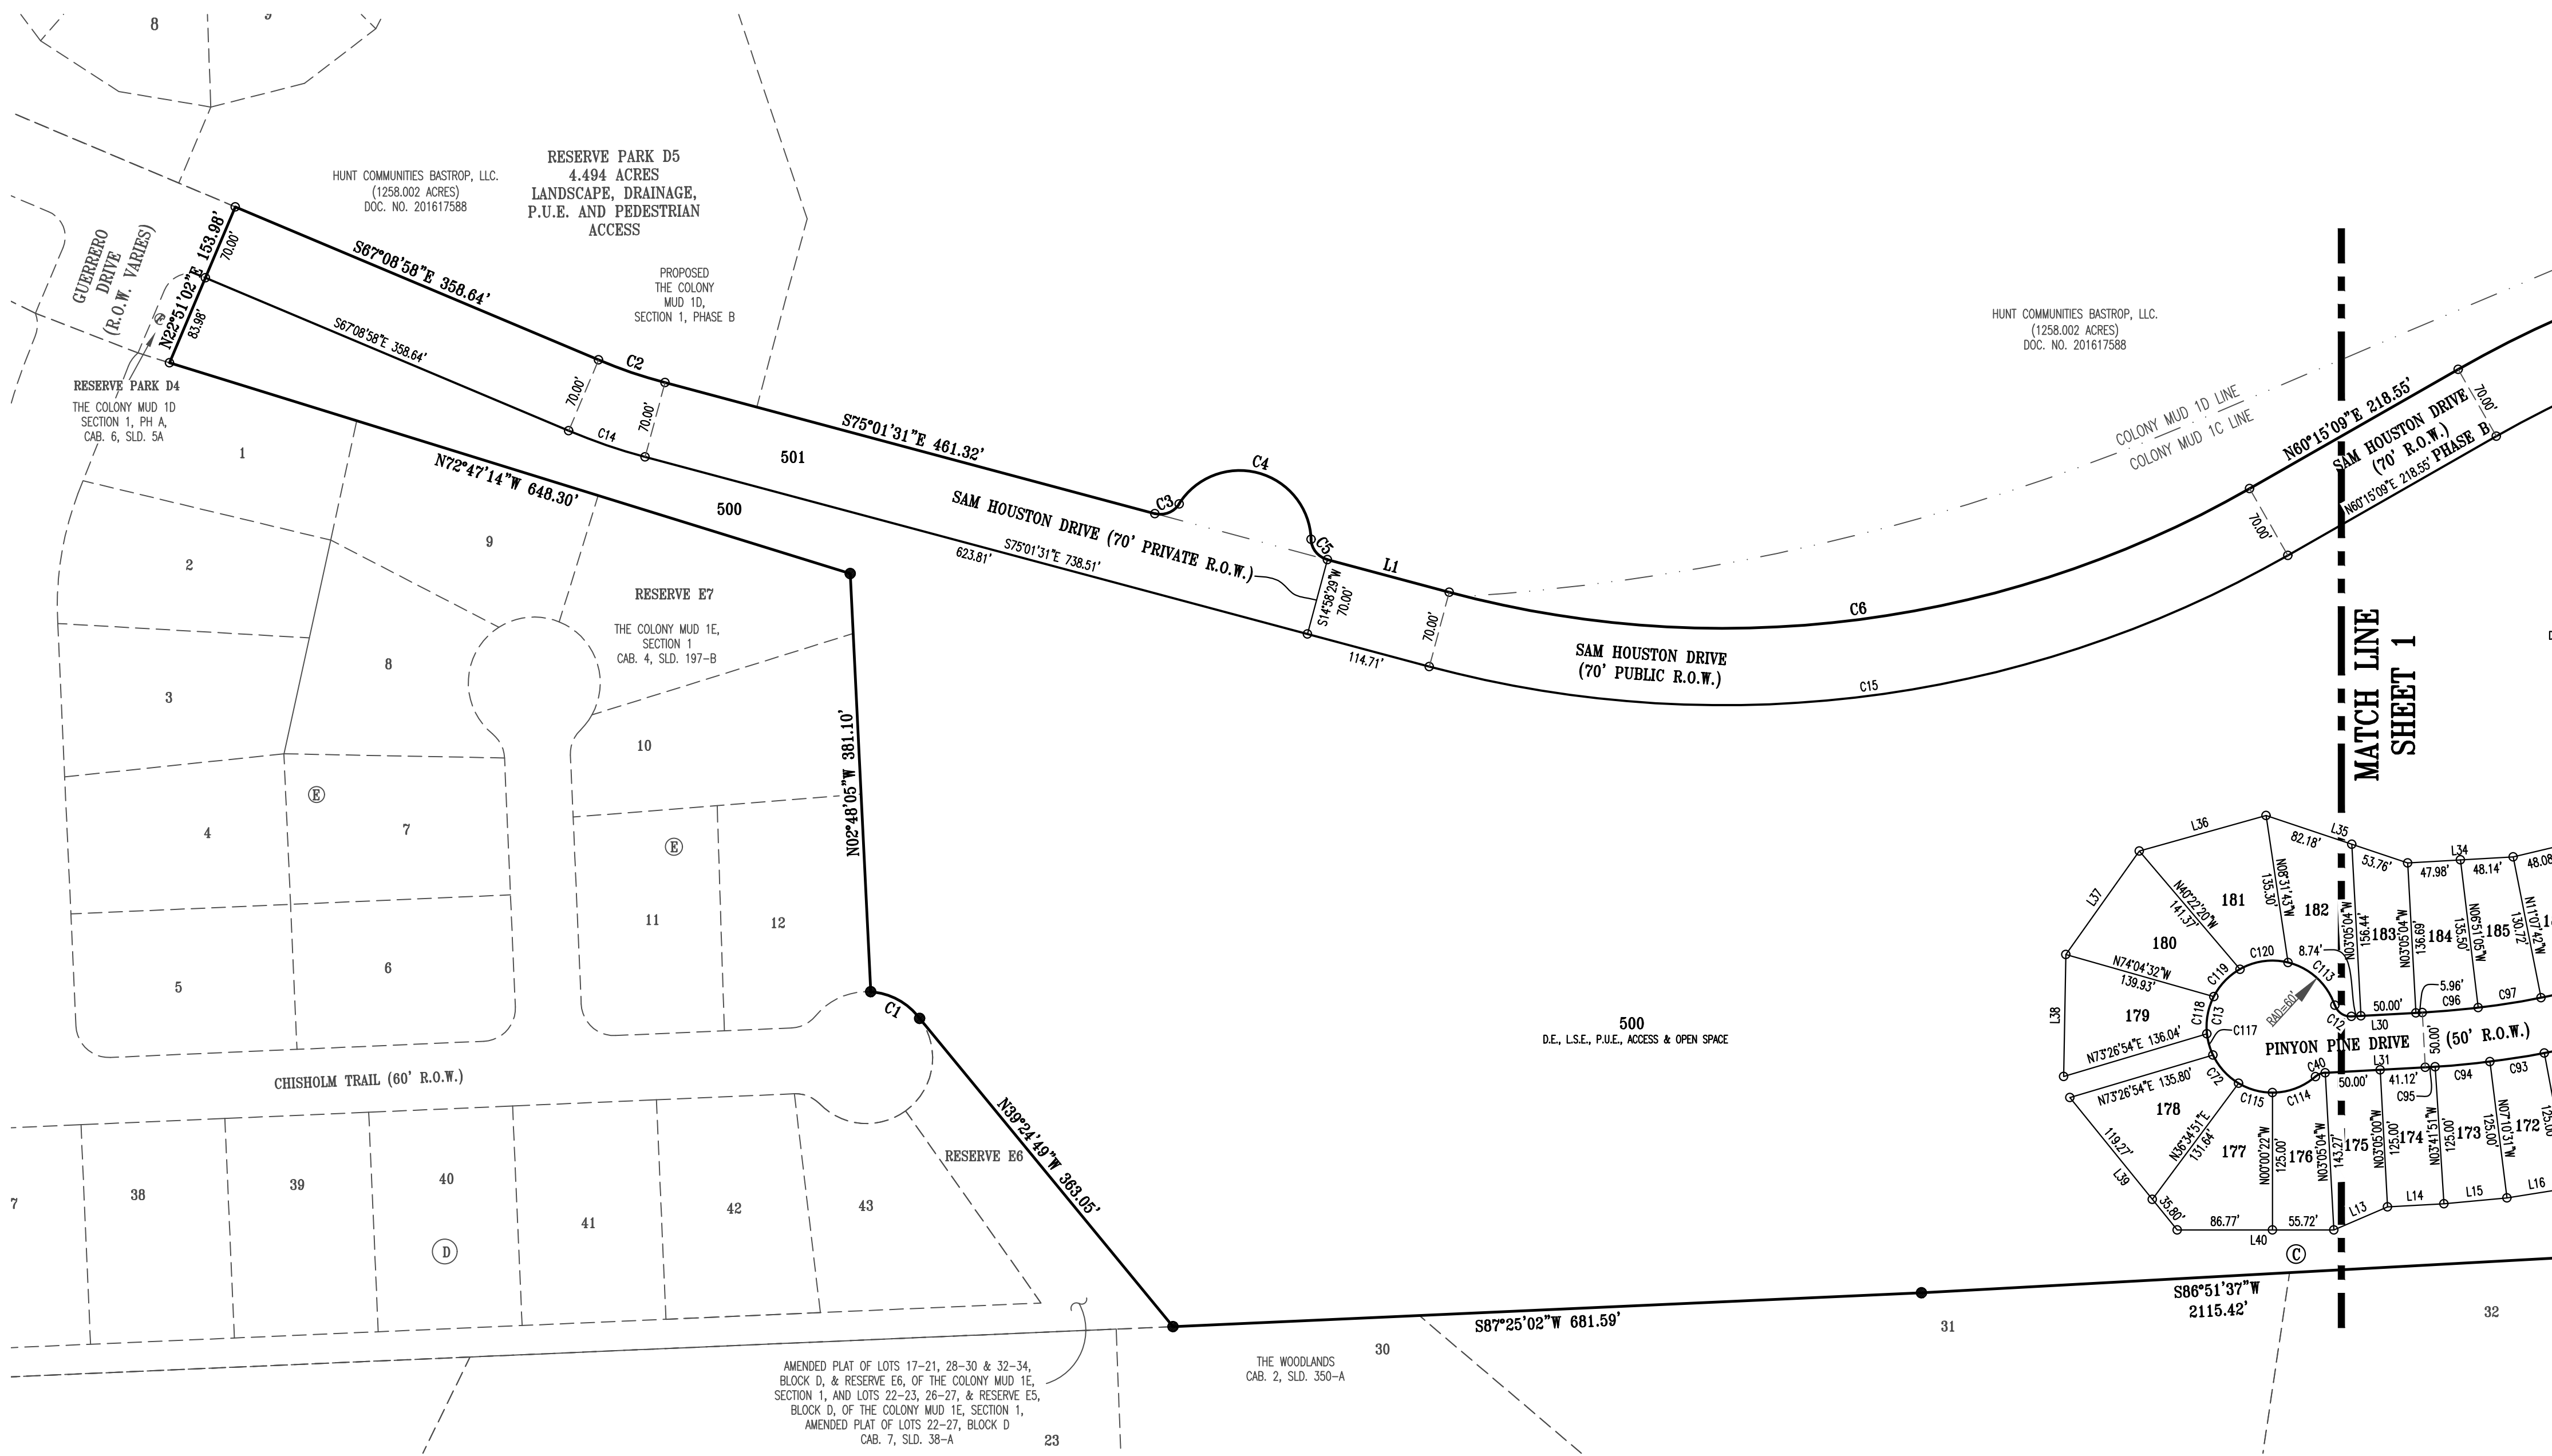 8
9
HUNT COMMUNITIES BASTROP, LLC.
(1258.002 ACRES)
DOC. NO. 201617588
RESERVE PARK D5
4.494 ACRES
LANDSCAPE, DRAINAGE,
P.U.E. AND PEDESTRIAN
ACCESS
GUERRERO
DRIVE
(R.O.W. VARIES)
N22°51'02"E 153.98'
70.00'
83.98'
S67°08'58"E 358.64'
S67°08'58"E 358.64'
PROPOSED
THE COLONY
MUD 1D,
SECTION 1, PHASE B
RESERVE PARK D4
THE COLONY MUD 1D
SECTION 1, PH A,
CAB. 6, SLD. 5A
C2
70.00'
70.00'
C14
S75°01'31"E 461.32'
501
500
N72°47'14"W 648.30'
C3
C4
C5
L1
SAM HOUSTON DRIVE (70' PRIVATE R.O.W.)
S75°01'31"E 738.51'
623.81'
S14°58'29"W
70.00'
114.71'
70.00'
SAM HOUSTON DRIVE
(70' PUBLIC R.O.W.)
C6
C15
HUNT COMMUNITIES BASTROP, LLC.
(1258.002 ACRES)
DOC. NO. 201617588
COLONY MUD 1D LINE
COLONY MUD 1C LINE
N60°15'09"E 218.55'
SAM HOUSTON DRIVE
(70' R.O.W.)
PHASE B
N60°15'09"E 218.55'
70.00'
70.00'
MATCH LINE
SHEET 1
1
2
3
4
5
6
7
8
9
E
RESERVE E7
THE COLONY MUD 1E,
SECTION 1
CAB. 4, SLD. 197-B
10
E
11
12
N02°48'05"W 381.10'
C1
CHISHOLM TRAIL (60' R.O.W.)
N39°24'49"W 363.05'
RESERVE E6
7
38
39
40
41
42
43
D
AMENDED PLAT OF LOTS 17-21, 28-30 & 32-34,
BLOCK D, & RESERVE E6, OF THE COLONY MUD 1E,
SECTION 1, AND LOTS 22-23, 26-27, & RESERVE E5,
BLOCK D, OF THE COLONY MUD 1E, SECTION 1,
AMENDED PLAT OF LOTS 22-27, BLOCK D
CAB. 7, SLD. 38-A
23
THE WOODLANDS
CAB. 2, SLD. 350-A
30
S87°25'02"W 681.59'
31
S86°51'37"W
2115.42'
32
500
D.E., L.S.E., P.U.E., ACCESS & OPEN SPACE
L36
L35
82.18'
53.76'
L34
47.98'
48.14'
48.08
L37
N40°22'20"W
141.37'
181
N08°31'43"W
135.30'
182
N03°05'04"W
156.44'
183
N03°05'04"W
136.69'
184
N06°51'05"W
135.50'
185
N11°07'42"W
130.72'
180
N74°04'32"W
139.93'
C119
C120
8.74'
C113
5.96'
L38
179
C118
C13
C117
RAD=60'
C12
50.00'
L30
C96
C97
N73°26'54"E 136.04'
PINYON PINE DRIVE (50' R.O.W.)
50.00'
N73°26'54"E 135.80'
C72
C40
L31
50.00'
41.12'
C95
C94
C93
178
C115
C114
119.27'
N36°34'51"E
131.64'
177
N00°00'22"W
125.00'
176
N03°05'04"W
143.27'
175
N03°05'00"W
125.00'
174
N03°41'51"W
125.00'
173
N07°01'31"W
125.00'
172
L39
35.80'
86.77'
55.72'
L40
L13
L14
L15
L16
C